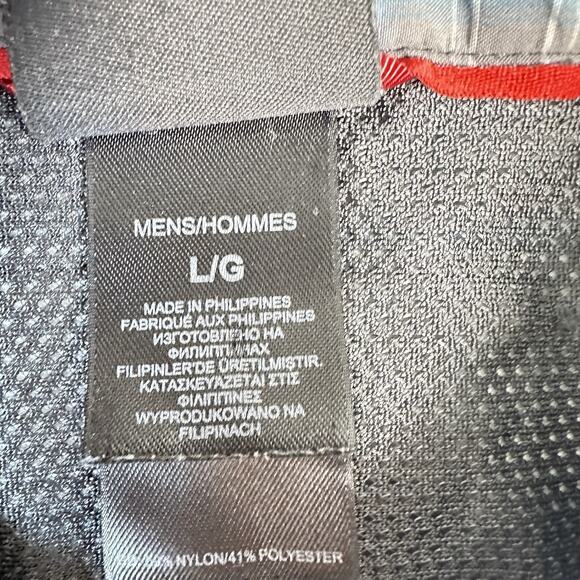 MENS/HOMMES
L/G
MADE IN PHILIPPINES
FABRIQUÉ AUX PHILIPPINES
ИЗГОТОВЛЕНО НА
FILIPINLER'DE ÜRETILMIŞTIR.
ΚΑΤΑΣΚΕΥΑΖΕΤΑΙ ΣΤΙΣ
ΦΙΛΙΠΠΙΝΕΣ
WYPRODUKOWANO NA
FILIPINACH
NYLON/41% POLYESTER